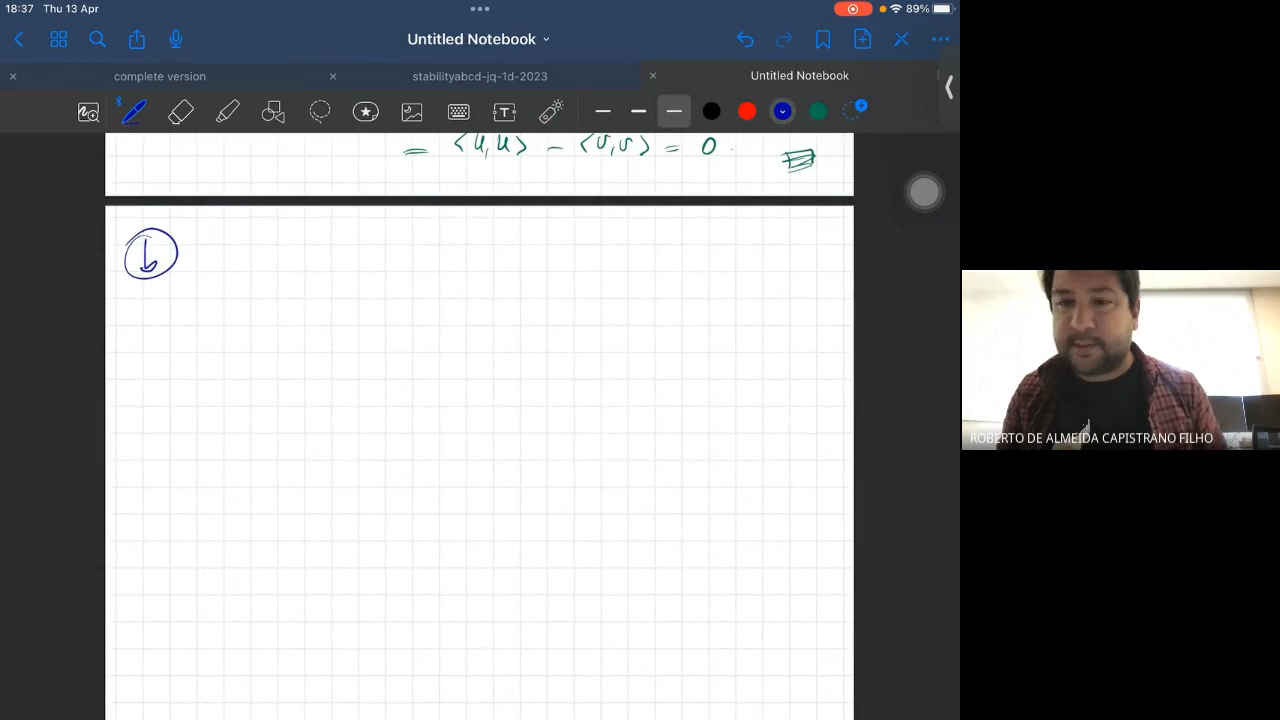 18:37 Thu 13 Apr 89%
Untitled Notebook
complete version stabilityabcd-jq-1d-2023 Untitled Notebook
= <u,u> - <v,v> = 0.
b
ROBERTO DE ALMEIDA CAPISTRANO FILHO